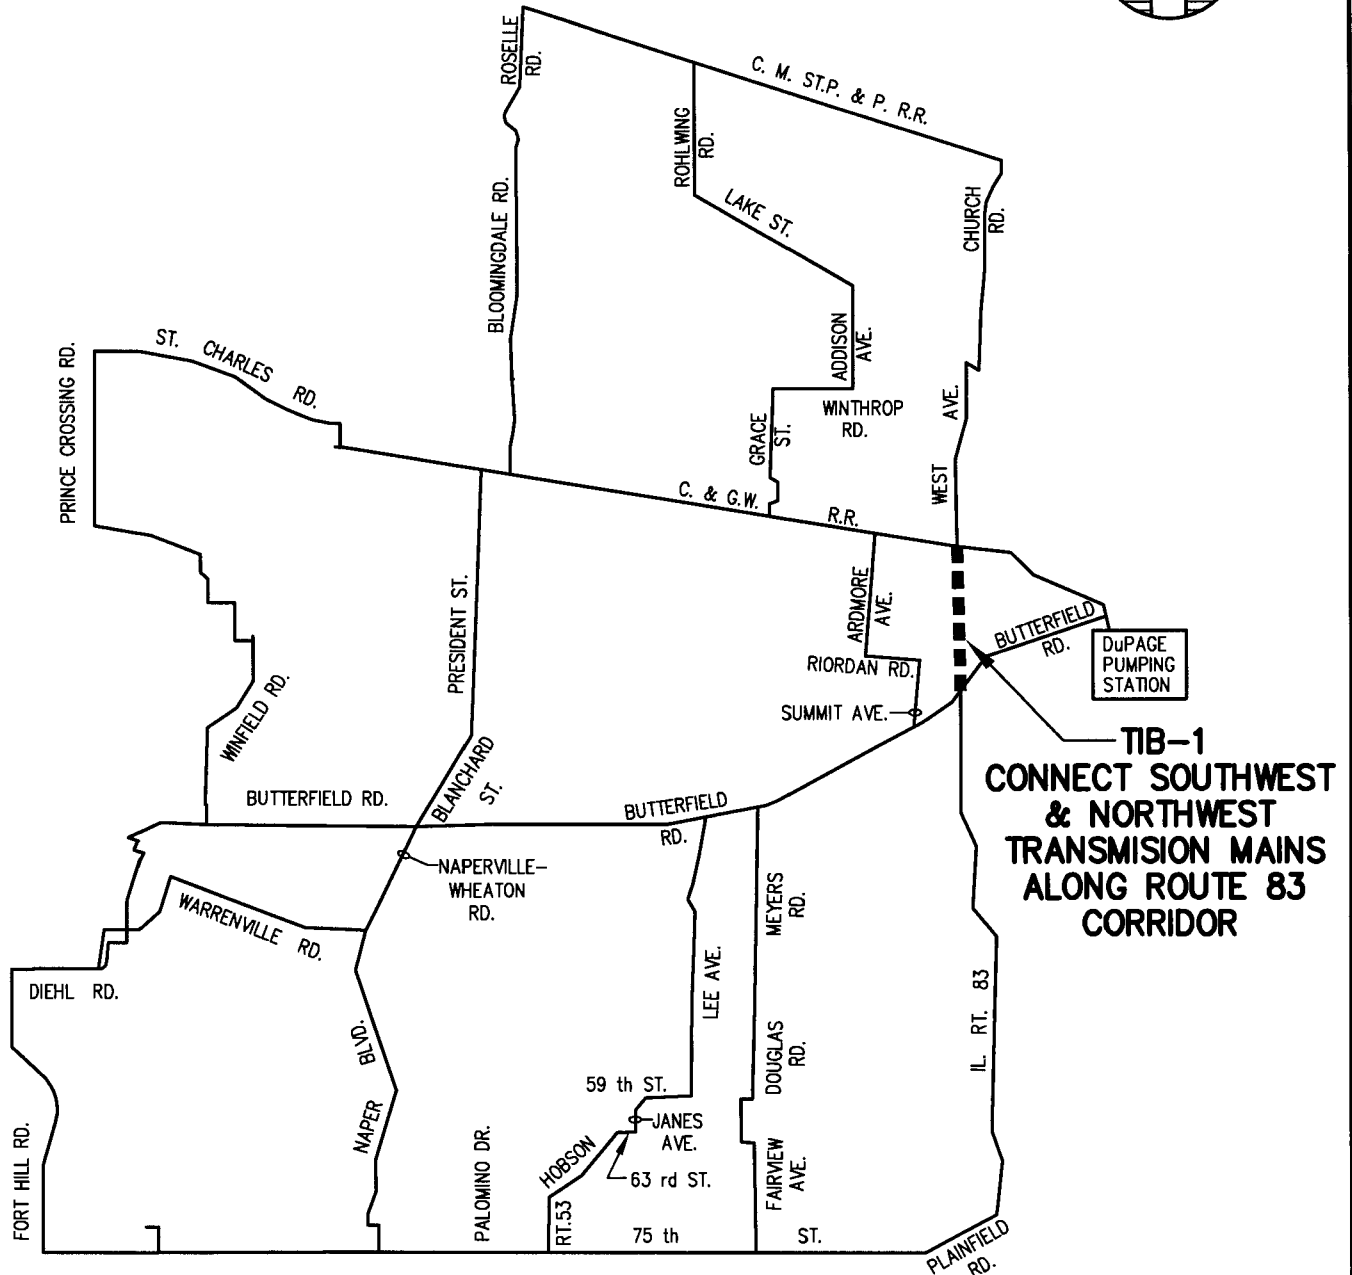 ROSELLE
RD.
C. M. ST.P. & P. R.R.
ROHLWING
RD.
LAKE ST.
CHURCH
RD.
BLOOMINGDALE RD.
ADDISON
AVE.
ST. CHARLES RD.
PRINCE CROSSING RD.
WINTHROP
RD.
GRACE
ST.
WEST AVE.
C. & G.W. R.R.
PRESIDENT ST.
ARDMORE
AVE.
BUTTERFIELD
RD.
DuPAGE
PUMPING
STATION
RIORDAN RD.
SUMMIT AVE.
WINFIELD RD.
TIB-1
CONNECT SOUTHWEST
& NORTHWEST
TRANSMISION MAINS
ALONG ROUTE 83
CORRIDOR
BLANCHARD
ST.
BUTTERFIELD RD.
BUTTERFIELD
RD.
NAPERVILLE-
WHEATON
RD.
WARRENVILLE RD.
MEYERS
RD.
LEE AVE.
DIEHL RD.
IL. RT. 83
NAPER BLVD.
DOUGLAS
RD.
59 th ST.
JANES
AVE.
HOBSON
63 rd ST.
FORT HILL RD.
PALOMINO DR.
RT.53
FAIRVIEW
AVE.
75 th ST.
PLAINFIELD
RD.